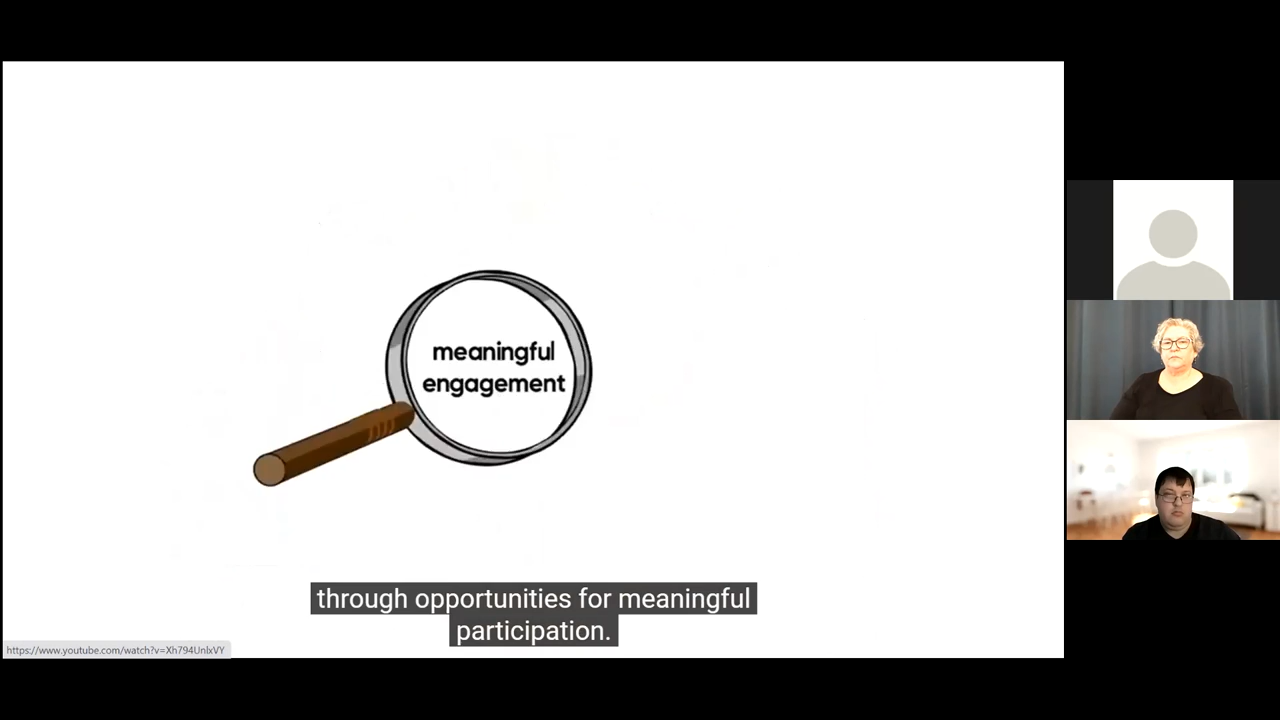 meaningful
engagement
through opportunities for meaningful
participation.
https://www.youtube.com/watch?v=Xh794UnlxVY